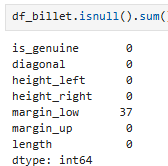 df_billet.isnull().sum(
is_genuine 0
diagonal 0
height_left 0
height_right 0
margin_low 37
margin_up 0
length 0
dtype: int64